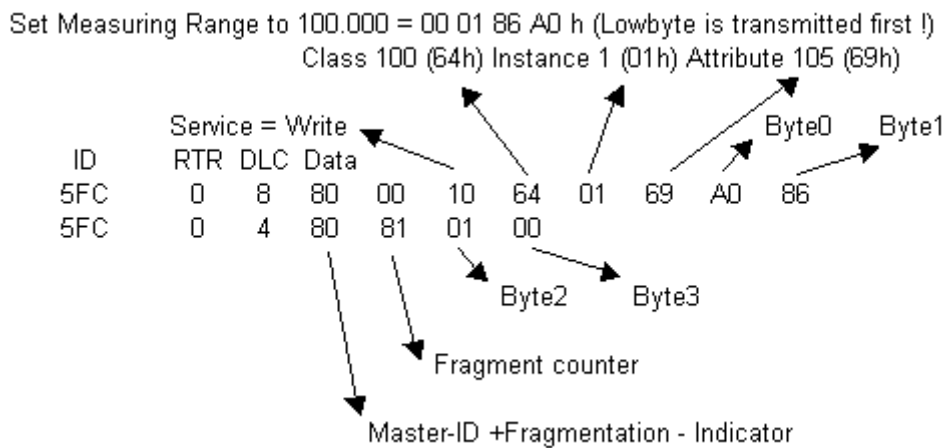 Set Measuring Range to 100.000 = 00 01 86 A0 h (Lowbyte is transmitted first !)
Class 100 (64h) Instance 1 (01h) Attribute 105 (69h)
Service = Write Byte0 Byte1
ID RTR DLC Data
5FC 0 8 80 00 10 64 01 69 A0 86
5FC 0 4 80 81 01 00
Byte2 Byte3
Fragment counter
Master-ID +Fragmentation - Indicator